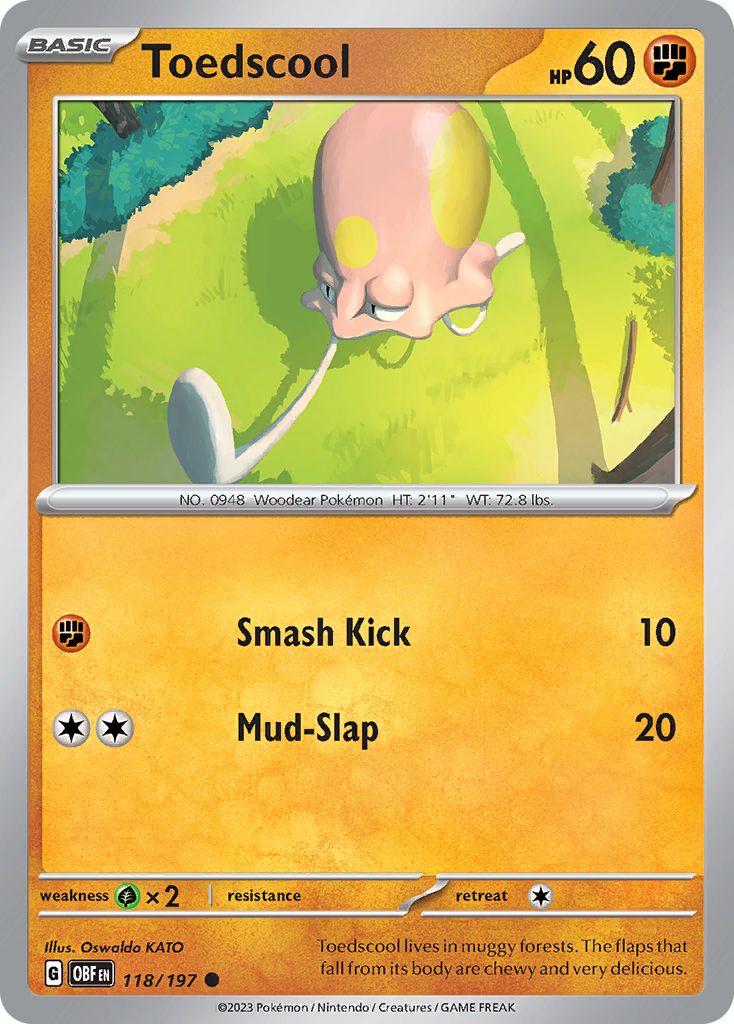 BASIC
Toedscool
HP 60
NO. 0948 Woodear Pokémon HT: 2'11" WT: 72.8 lbs.
Smash Kick 10
Mud-Slap 20
weakness ×2 resistance retreat
Illus. Oswaldo KATO
G OBF EN 118/197
Toedscool lives in muggy forests. The flaps that
fall from its body are chewy and very delicious.
©2023 Pokémon / Nintendo / Creatures / GAME FREAK